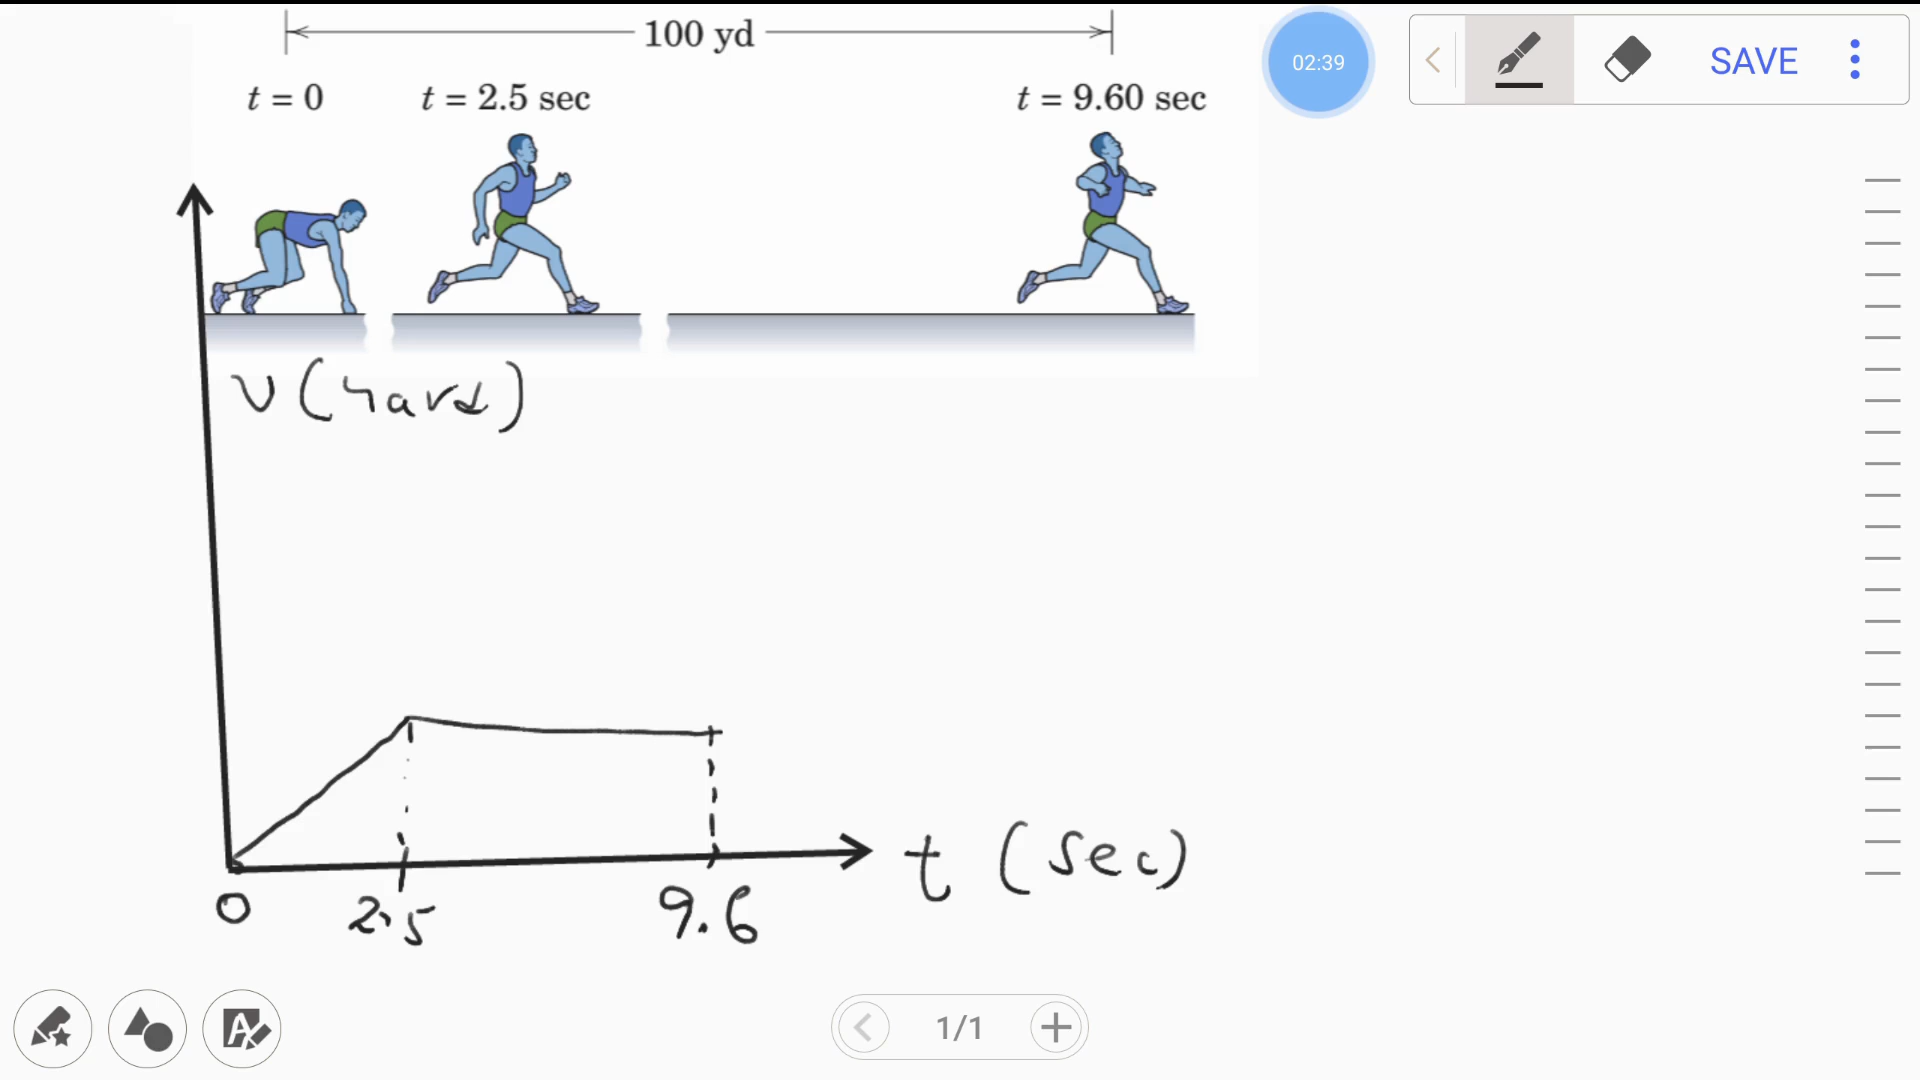 100 yd
t = 0
t = 2.5 sec
t = 9.60 sec
02:39
SAVE
v (yard)
t (sec)
0
2.5
9.6
A
1/1